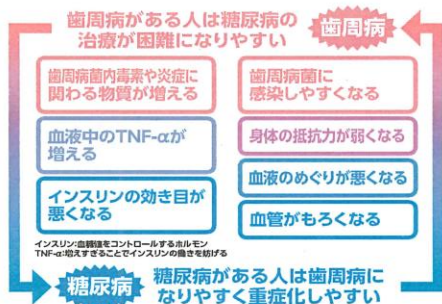 歯周病がある人は糖尿病の
治療が困難になりやすい
歯周病
歯周病菌内毒素や炎症に
関わる物質が増える
血液中のTNF-αが
増える
インスリンの効き目が
悪くなる
インスリン:血糖値をコントロールするホルモン
TNF-α:増えすぎることでインスリンの働きを妨げる
歯周病菌に
感染しやすくなる
身体の抵抗力が弱くなる
血液のめぐりが悪くなる
血管がもろくなる
糖尿病
糖尿病がある人は歯周病に
なりやすく重症化しやすい